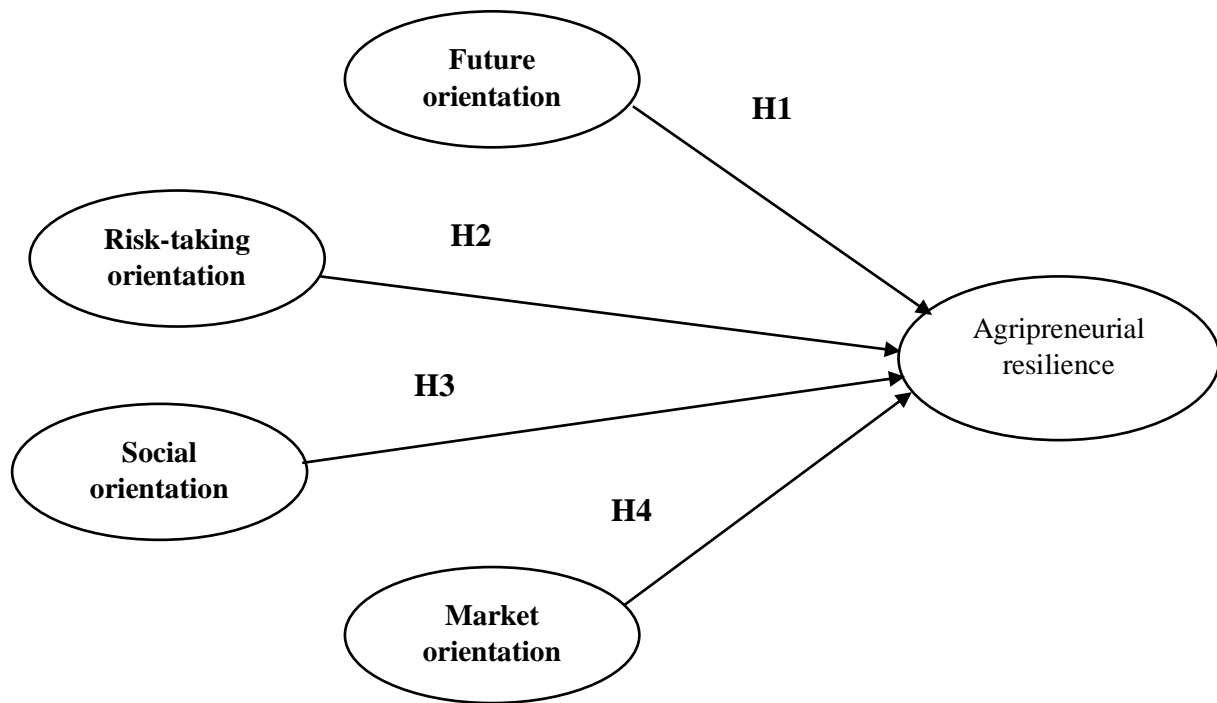 Future
orientation
H1
Risk-taking
orientation
H2
Agripreneurial
resilience
H3
Social
orientation
H4
Market
orientation